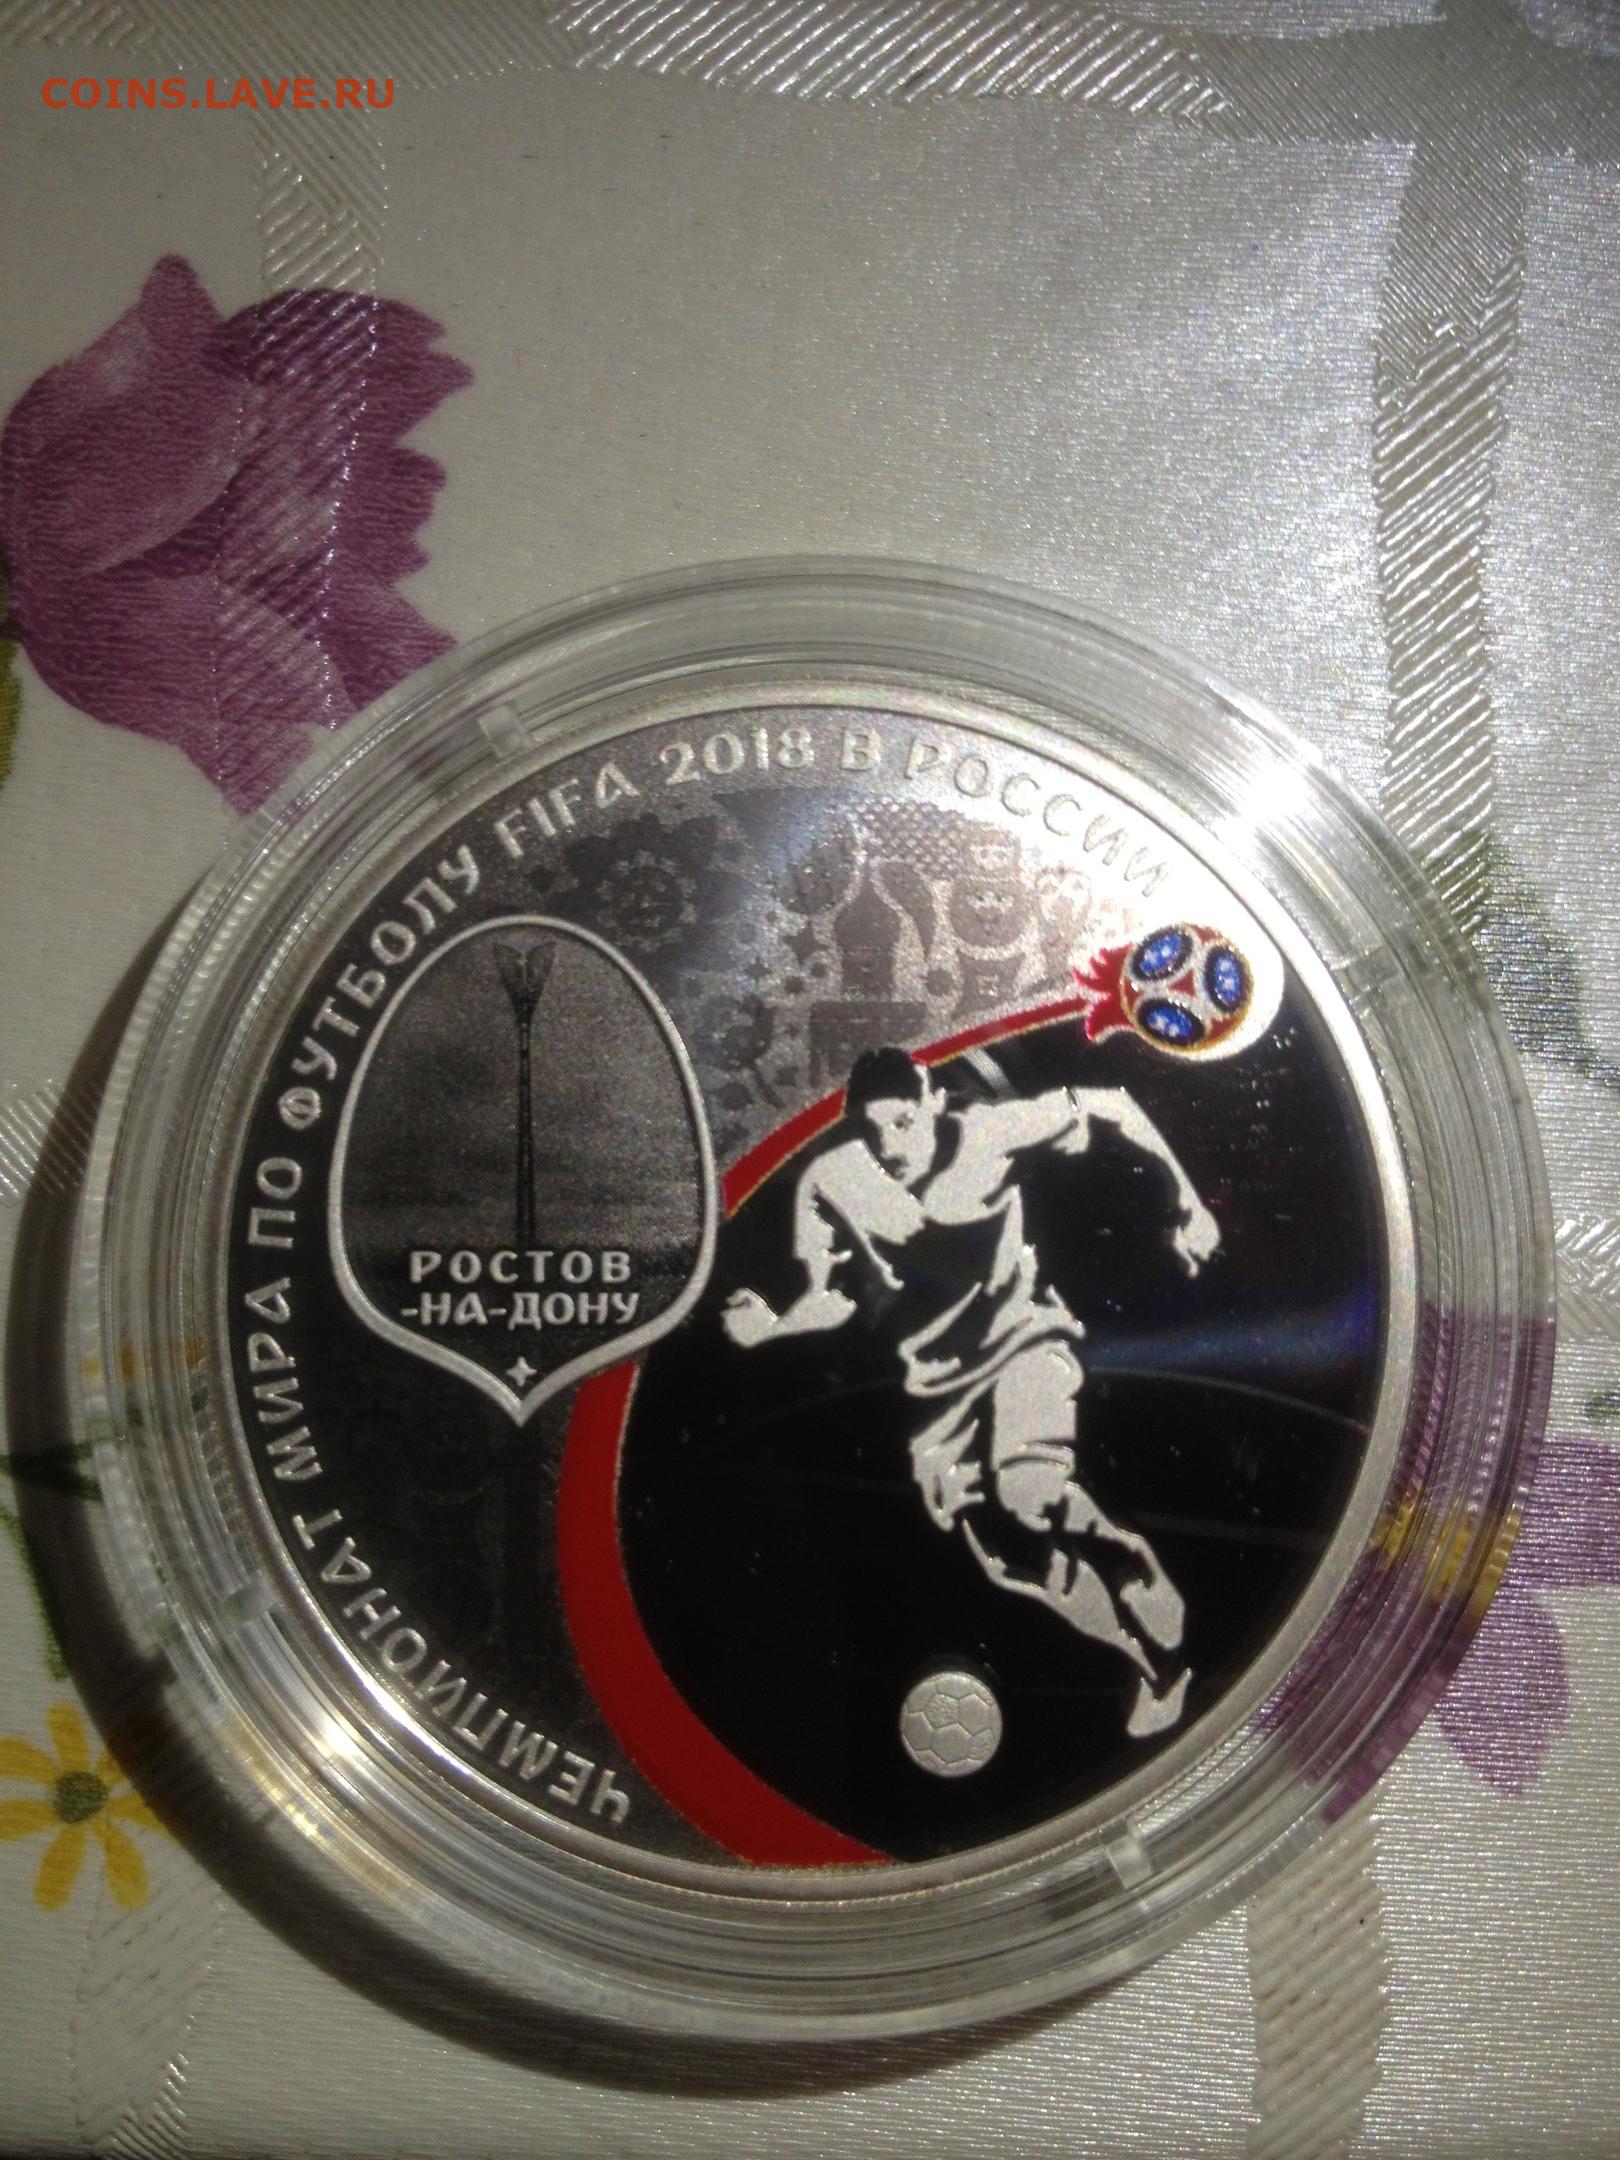 COINS.LAVE.RU
ЧЕМПИОНАТ МИРА ПО ФУТБОЛУ FIFA 2018 В РОССИИ
РОСТОВ
-НА-ДОНУ